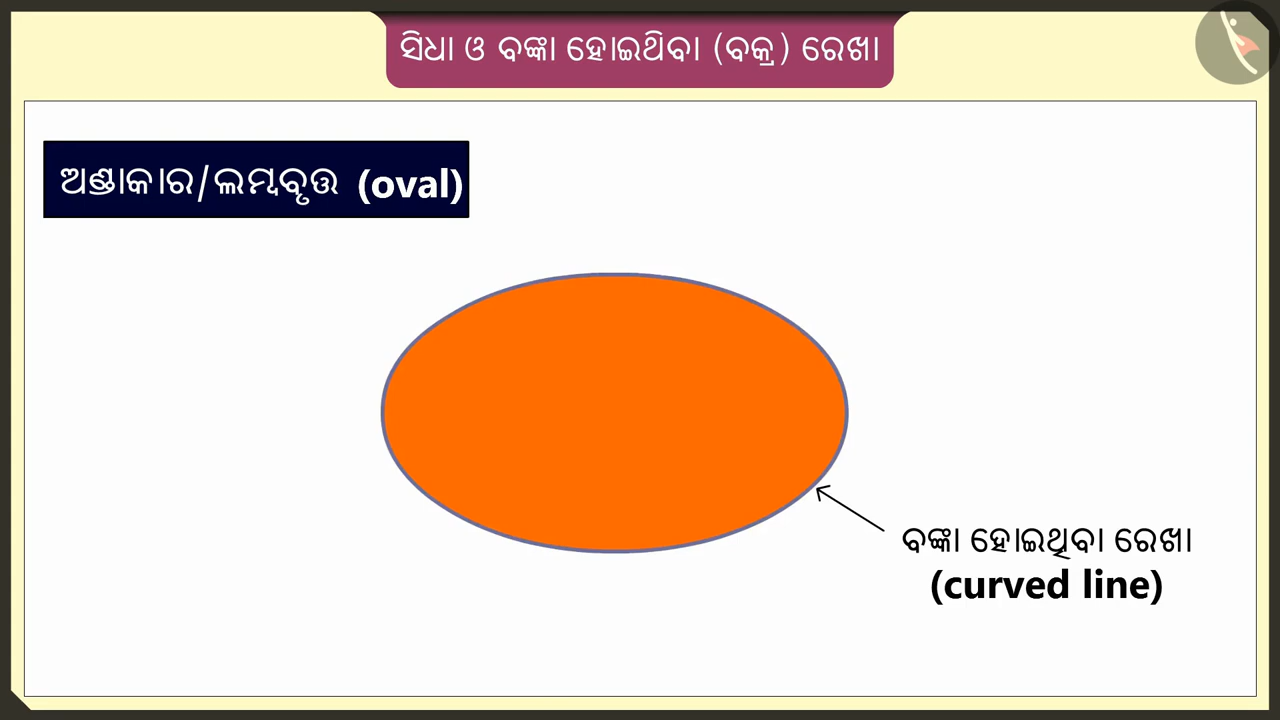 ସିଧା ଓ ବଙ୍କା ହୋଇଥିବା (ବକ୍ର) ରେଖା
ଅଣ୍ଡାକାର/ଲମ୍ବବୃତ୍ତ (oval)
ବଙ୍କା ହୋଇଥିବା ରେଖା
(curved line)